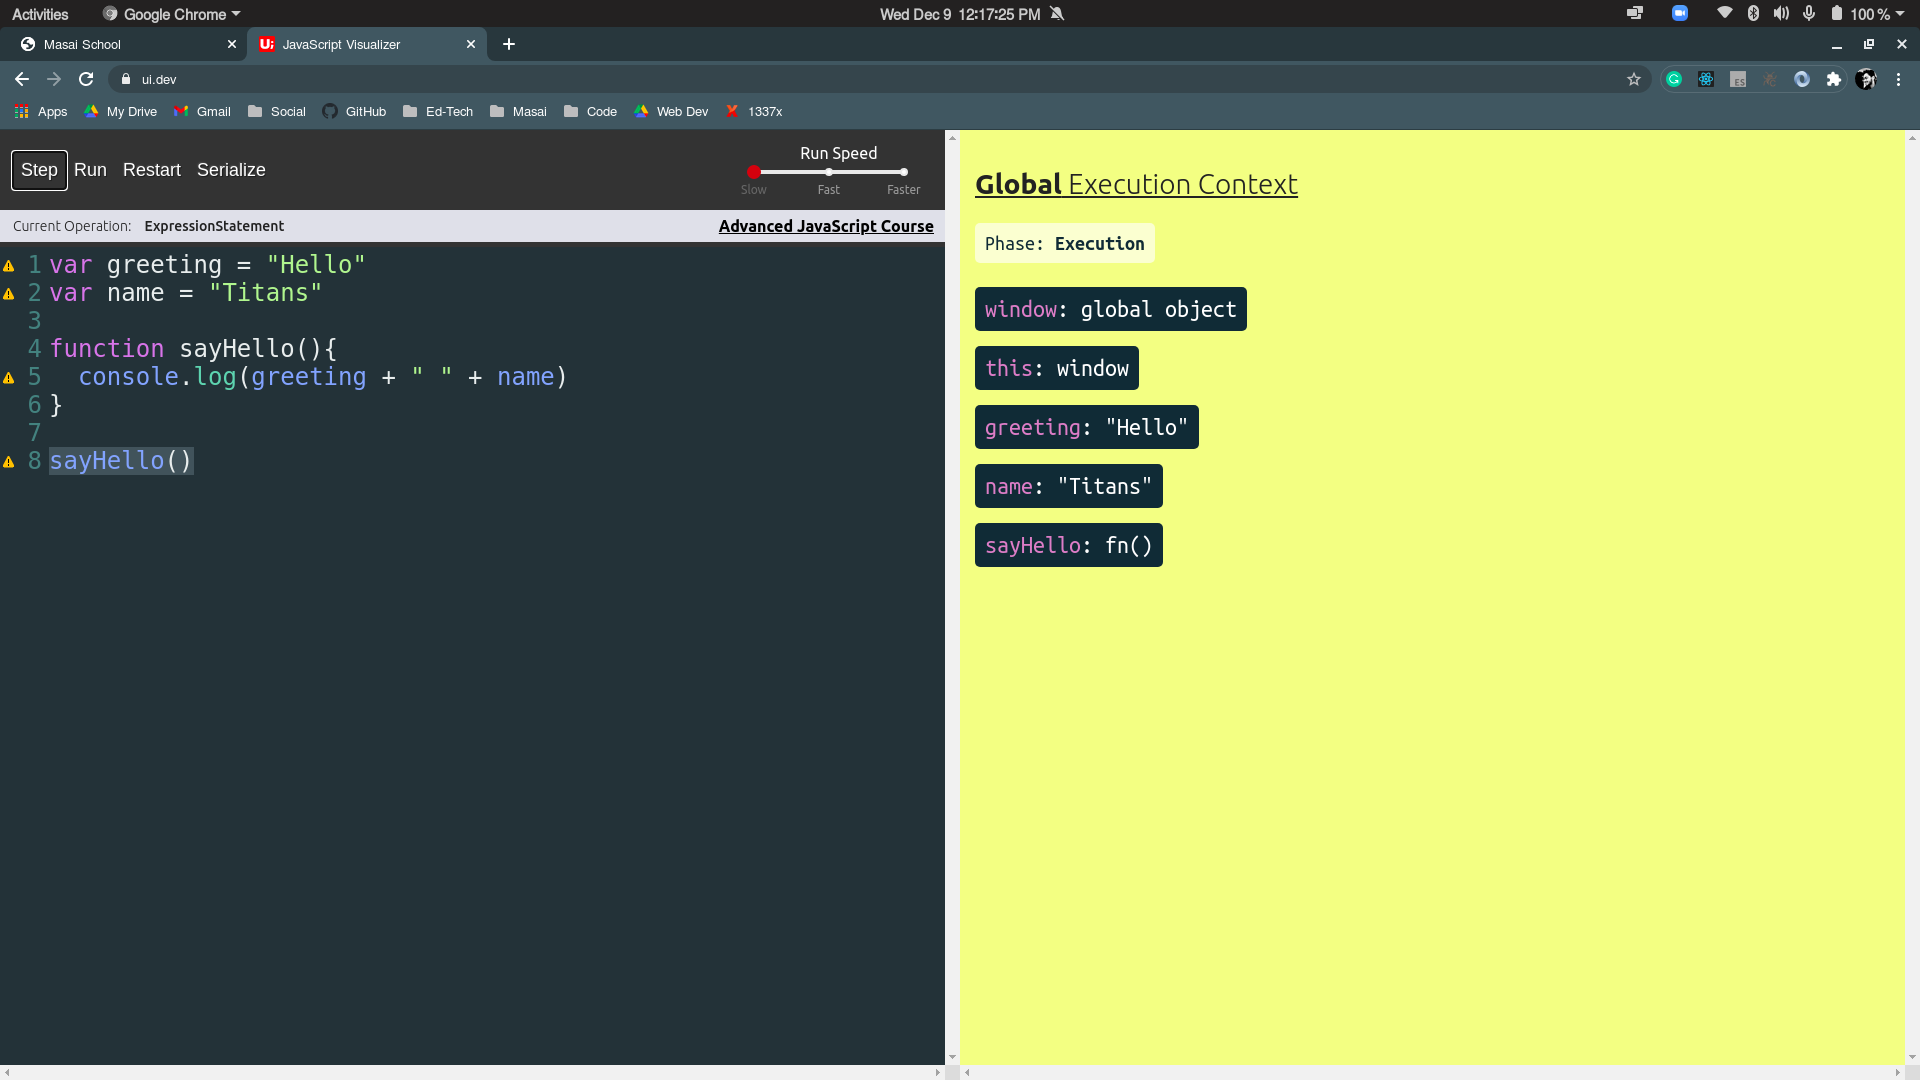 Activities Google Chrome Wed Dec 9 12:17:25 PM 100 %
Masai School JavaScript Visualizer
ui.dev
Apps My Drive Gmail Social GitHub Ed-Tech Masai Code Web Dev 1337x
Step Run Restart Serialize
Run Speed
Slow Fast Faster
Current Operation: ExpressionStatement Advanced JavaScript Course
1 var greeting = "Hello"
2 var name = "Titans"
3
4 function sayHello(){
5 console.log(greeting + " " + name)
6 }
7
8 sayHello()
Global Execution Context
Phase: Execution
window: global object
this: window
greeting: "Hello"
name: "Titans"
sayHello: fn()